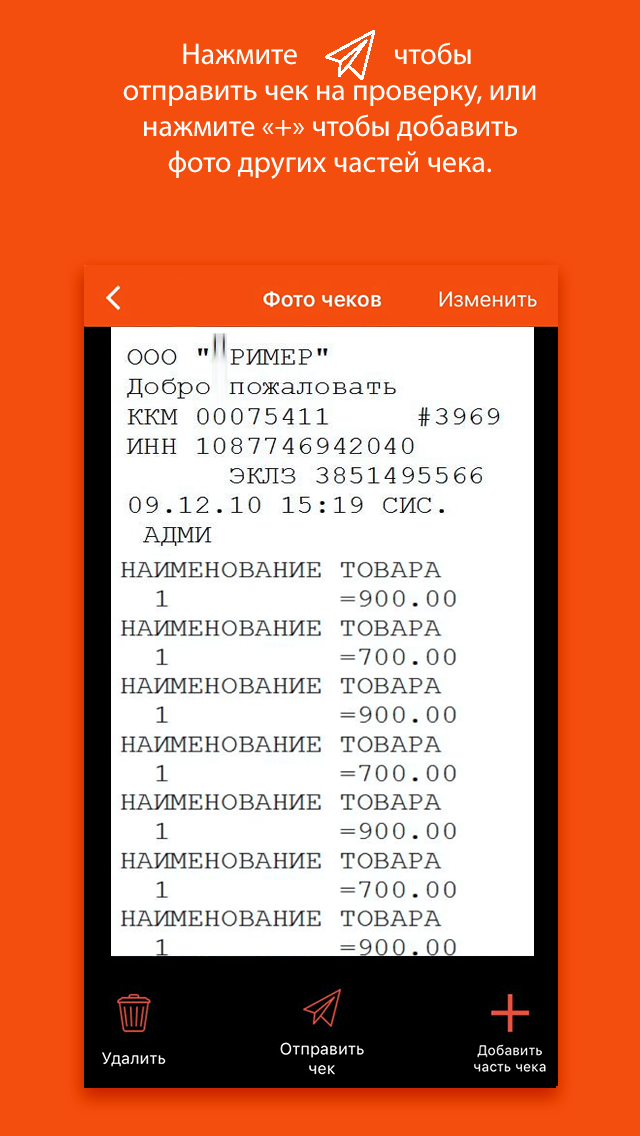 Нажмите чтобы
отправить чек на проверку, или
нажмите «+» чтобы добавить
фото других частей чека.
Фото чеков Изменить
ООО "ПРИМЕР"
Добро пожаловать
ККМ 00075411 #3969
ИНН 1087746942040
ЭКЛЗ 3851495566
09.12.10 15:19 СИС.
АДМИ
НАИМЕНОВАНИЕ ТОВАРА
1 =900.00
НАИМЕНОВАНИЕ ТОВАРА
1 =700.00
НАИМЕНОВАНИЕ ТОВАРА
1 =900.00
НАИМЕНОВАНИЕ ТОВАРА
1 =700.00
НАИМЕНОВАНИЕ ТОВАРА
1 =900.00
НАИМЕНОВАНИЕ ТОВАРА
1 =700.00
НАИМЕНОВАНИЕ ТОВАРА
1 =900.00
Удалить
Отправить
чек
Добавить
часть чека